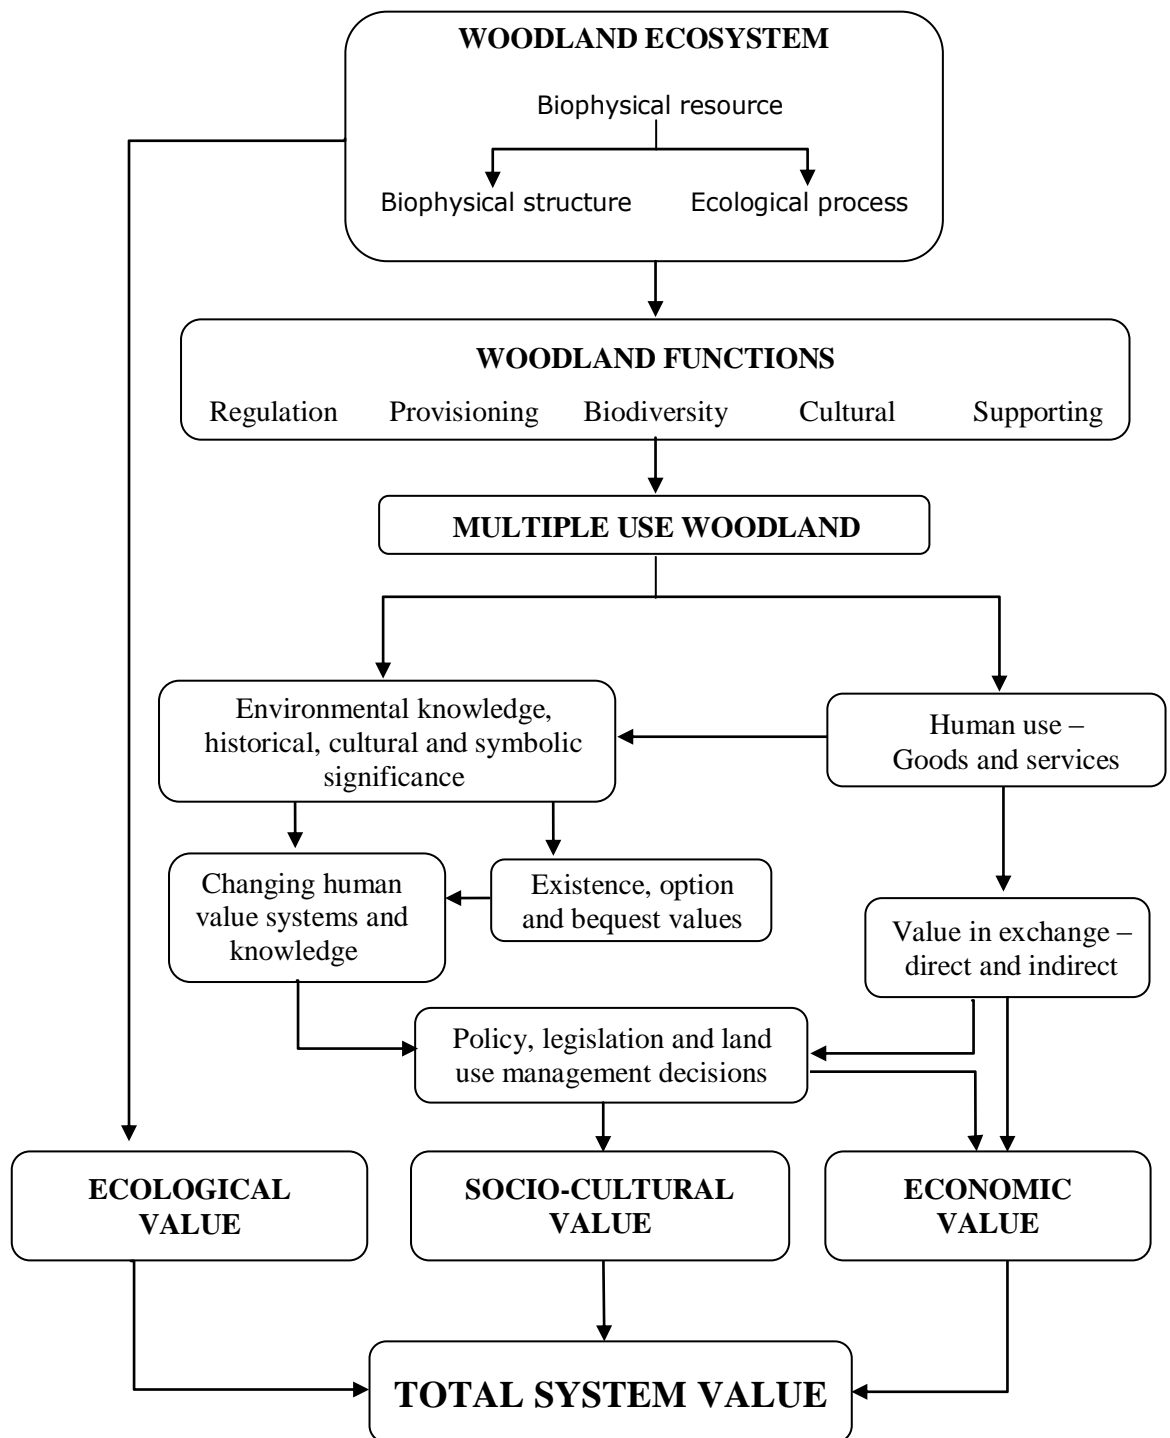 WOODLAND ECOSYSTEM
Biophysical resource
Biophysical structure Ecological process
WOODLAND FUNCTIONS
Regulation Provisioning Biodiversity Cultural Supporting
MULTIPLE USE WOODLAND
Environmental knowledge,
historical, cultural and symbolic
significance
Human use –
Goods and services
Changing human
value systems and
knowledge
Existence, option
and bequest values
Value in exchange –
direct and indirect
Policy, legislation and land
use management decisions
ECOLOGICAL
VALUE
SOCIO-CULTURAL
VALUE
ECONOMIC
VALUE
TOTAL SYSTEM VALUE